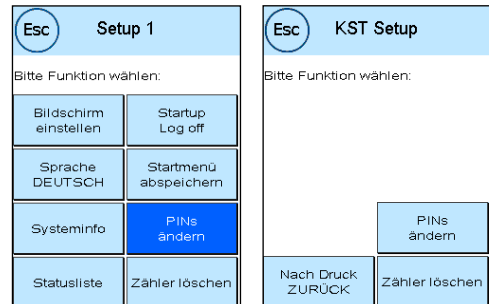 Esc
Setup 1
Bitte Funktion wählen:
Bildschirm
einstellen
Startup
Log off
Sprache
DEUTSCH
Startmenü
abspeichern
Systeminfo
PINs
ändern
Statusliste
Zähler löschen
Esc
KST Setup
Bitte Funktion wählen:
PINs
ändern
Nach Druck
ZURÜCK
Zähler löschen